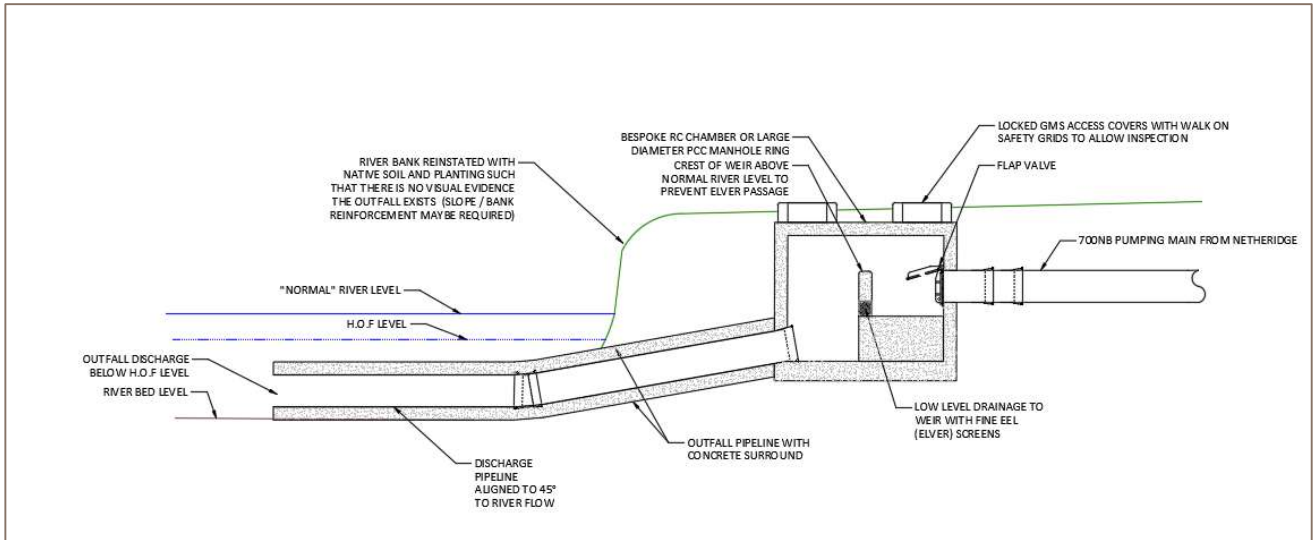 BESPOKE RC CHAMBER OR LARGE
DIAMETER PCC MANHOLE RING
CREST OF WEIR ABOVE
NORMAL RIVER LEVEL TO
PREVENT ELVER PASSAGE
LOCKED GMS ACCESS COVERS WITH WALK ON
SAFETY GRIDS TO ALLOW INSPECTION
FLAP VALVE
RIVER BANK REINSTATED WITH
NATIVE SOIL AND PLANTING SUCH
THAT THERE IS NO VISUAL EVIDENCE
THE OUTFALL EXISTS (SLOPE / BANK
REINFORCEMENT MAYBE REQUIRED)
700NB PUMPING MAIN FROM NETHERIDGE
"NORMAL" RIVER LEVEL
H.O.F LEVEL
OUTFALL DISCHARGE
BELOW H.O.F LEVEL
RIVER BED LEVEL
LOW LEVEL DRAINAGE TO
WEIR WITH FINE EEL
(ELVER) SCREENS
OUTFALL PIPELINE WITH
CONCRETE SURROUND
DISCHARGE
PIPELINE
ALIGNED TO 45°
TO RIVER FLOW